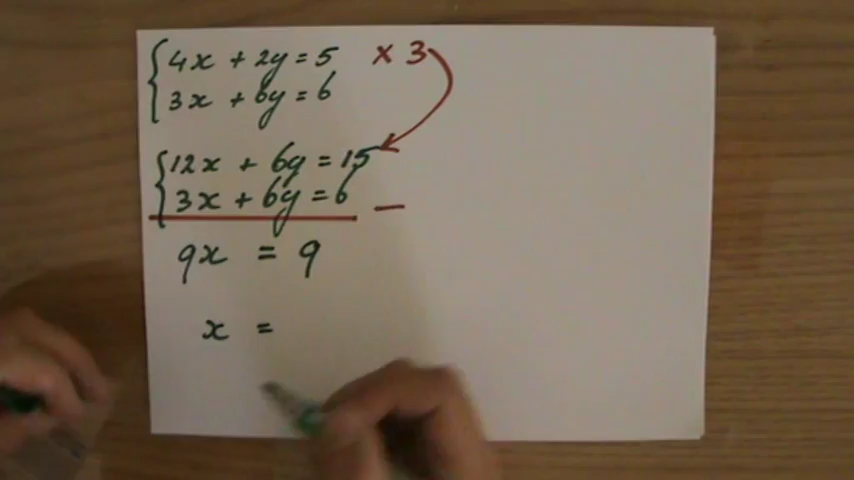 4x + 2y = 5 × 3
3x + 6y = 6
12x + 6y = 15
3x + 6y = 6 −
9x = 9
x =